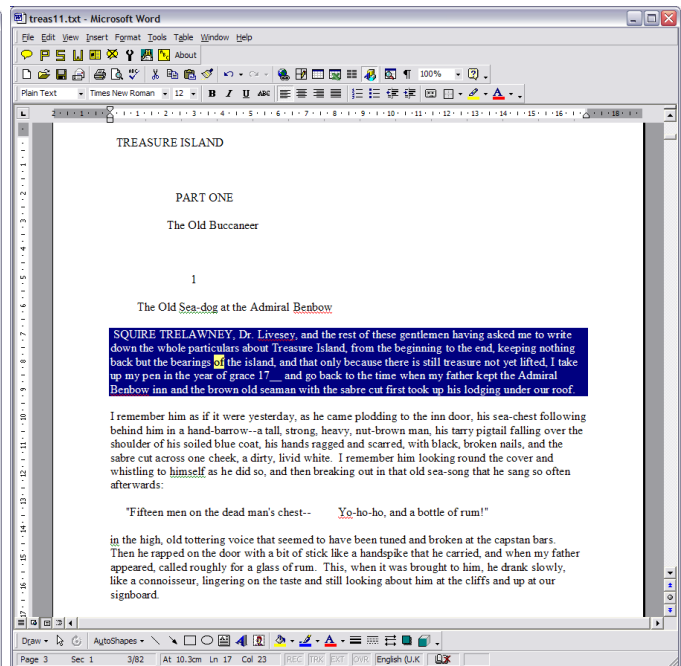 treas11.txt - Microsoft Word
File Edit View Insert Format Tools Table Window Help
About
100%
Plain Text Times New Roman 12 B I U ABC
TREASURE ISLAND
PART ONE
The Old Buccaneer
1
The Old Sea-dog at the Admiral Benbow
SQUIRE TRELAWNEY, Dr. Livesey, and the rest of these gentlemen having asked me to write
down the whole particulars about Treasure Island, from the beginning to the end, keeping nothing
back but the bearings of the island, and that only because there is still treasure not yet lifted, I take
up my pen in the year of grace 17__ and go back to the time when my father kept the Admiral
Benbow inn and the brown old seaman with the sabre cut first took up his lodging under our roof.
I remember him as if it were yesterday, as he came plodding to the inn door, his sea-chest following
behind him in a hand-barrow--a tall, strong, heavy, nut-brown man, his tarry pigtail falling over the
shoulder of his soiled blue coat, his hands ragged and scarred, with black, broken nails, and the
sabre cut across one cheek, a dirty, livid white. I remember him looking round the cover and
whistling to himself as he did so, and then breaking out in that old sea-song that he sang so often
afterwards:
"Fifteen men on the dead man's chest-- Yo-ho-ho, and a bottle of rum!"
in the high, old tottering voice that seemed to have been tuned and broken at the capstan bars.
Then he rapped on the door with a bit of stick like a handspike that he carried, and when my father
appeared, called roughly for a glass of rum. This, when it was brought to him, he drank slowly,
like a connoisseur, lingering on the taste and still looking about him at the cliffs and up at our
signboard.
Draw AutoShapes
Page 3 Sec 1 3/82 At 10.3cm Ln 17 Col 23 REC TRK EXT OVR English (U.K